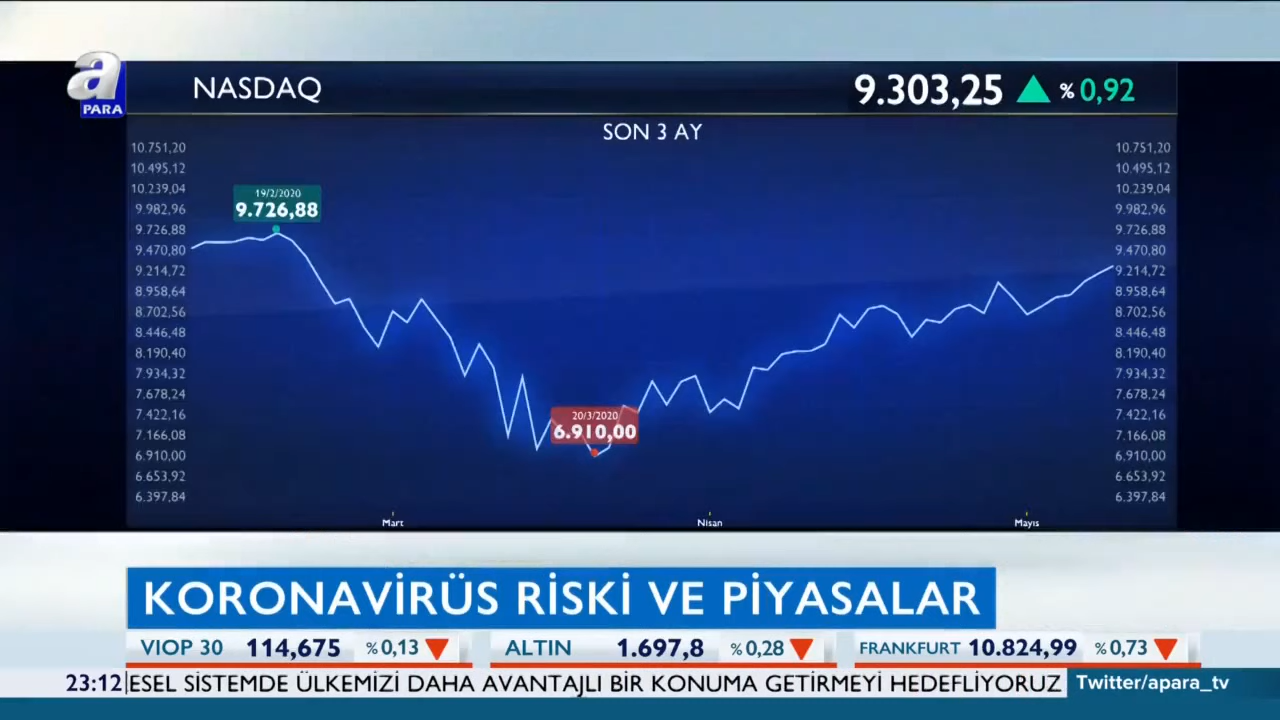 a
PARA
NASDAQ
9.303,25 ▲ % 0,92
SON 3 AY
10.751,20 10.751,20
10.495,12 10.495,12
10.239,04 10.239,04
19/2/2020
9.982,96 9.982,96
9.726,88
9.726,88 9.726,88
9.470,80 9.470,80
9.214,72 9.214,72
8.958,64 8.958,64
8.702,56 8.702,56
8.446,48 8.446,48
8.190,40 8.190,40
7.934,32 7.934,32
7.678,24 7.678,24
20/3/2020
7.422,16 7.422,16
6.910,00
7.166,08 7.166,08
6.910,00 6.910,00
6.653,92 6.653,92
6.397,84 6.397,84
Mart Nisan Mayıs
KORONAVİRÜS RİSKİ VE PİYASALAR
VIOP 30 114,675 %0,13 ▼ ALTIN 1.697,8 %0,28 ▼ FRANKFURT 10.824,99 %0,73 ▼
23:12 ESEL SİSTEMDE ÜLKEMİZİ DAHA AVANTAJLI BİR KONUMA GETİRMEYİ HEDEFLİYORUZ Twitter/apara_tv